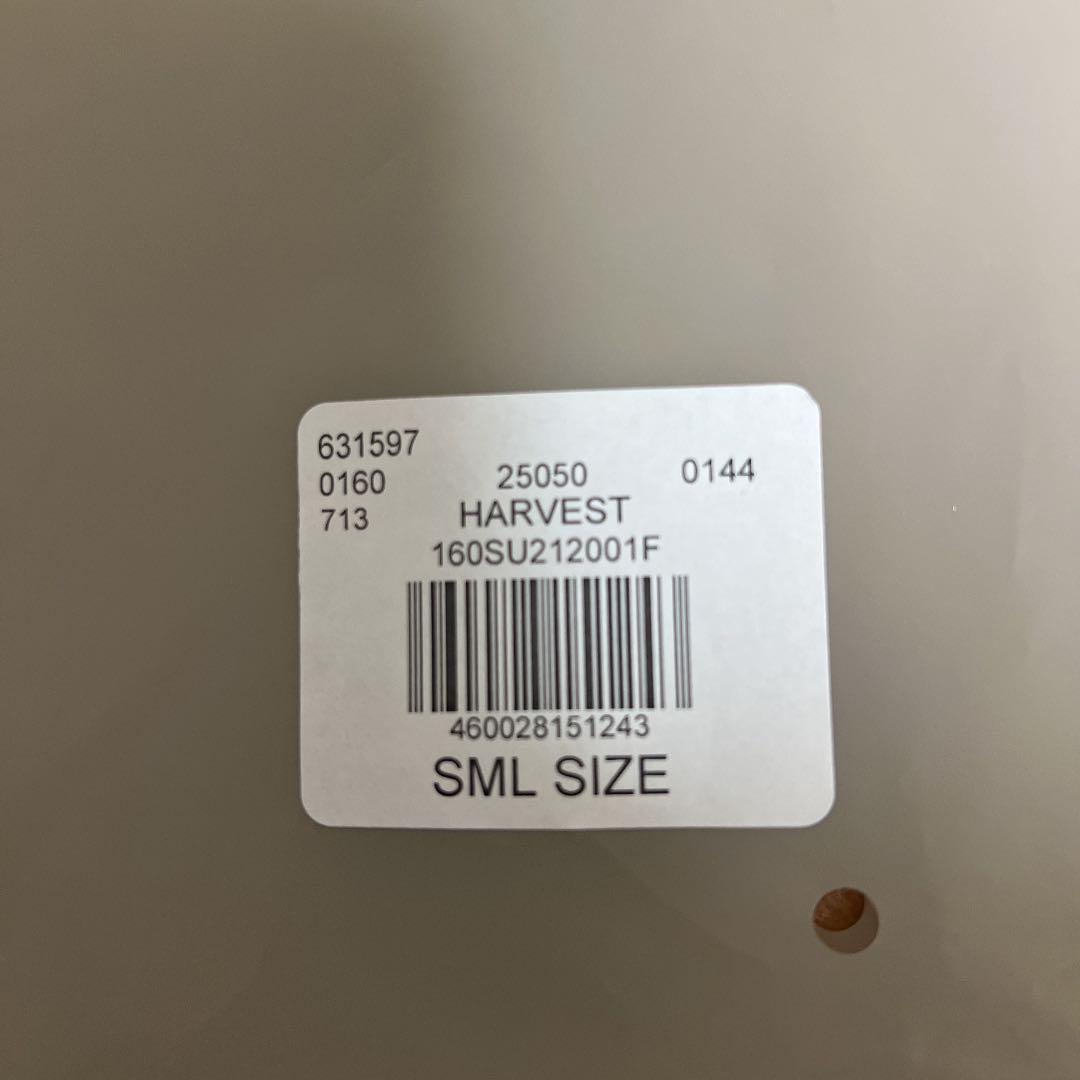 631597
0160 25050 0144
713 HARVEST
160SU212001F
460028151243
SML SIZE